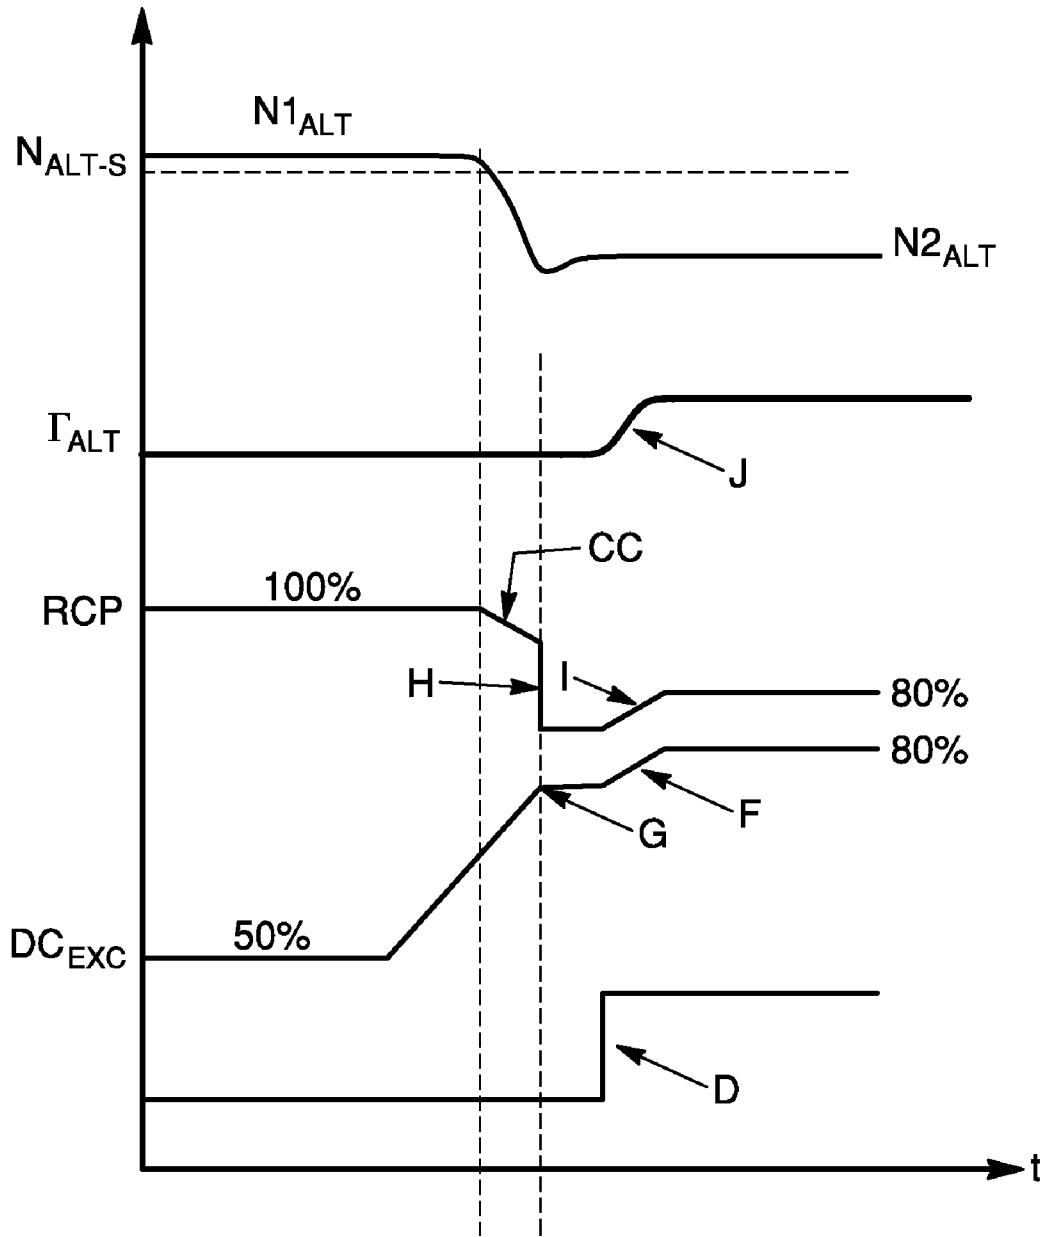 N1ALT
NALT-S
N2ALT
ΓALT
J
CC
100%
RCP
H
I
80%
80%
F
G
50%
DCEXC
D
t